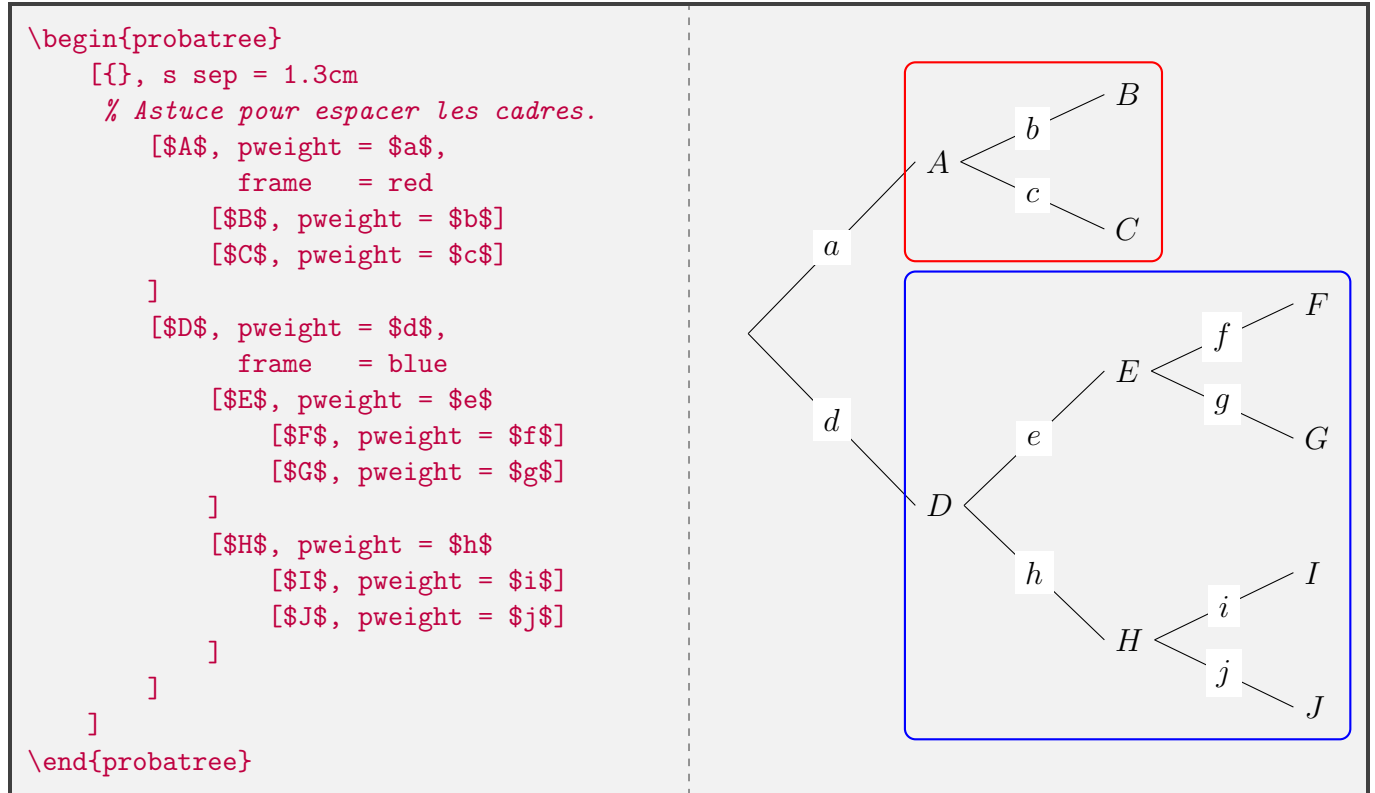 \begin{probatree}
    [{}, s sep = 1.3cm
     % Astuce pour espacer les cadres.
        [$A$, pweight = $a$,
              frame   = red
            [$B$, pweight = $b$]
            [$C$, pweight = $c$]
        ]
        [$D$, pweight = $d$,
              frame   = blue
            [$E$, pweight = $e$
                [$F$, pweight = $f$]
                [$G$, pweight = $g$]
            ]
            [$H$, pweight = $h$
                [$I$, pweight = $i$]
                [$J$, pweight = $j$]
            ]
        ]
    ]
\end{probatree}
B
b
A
c
C
a
F
f
E
g
G
d
e
D
h
I
i
H
j
J